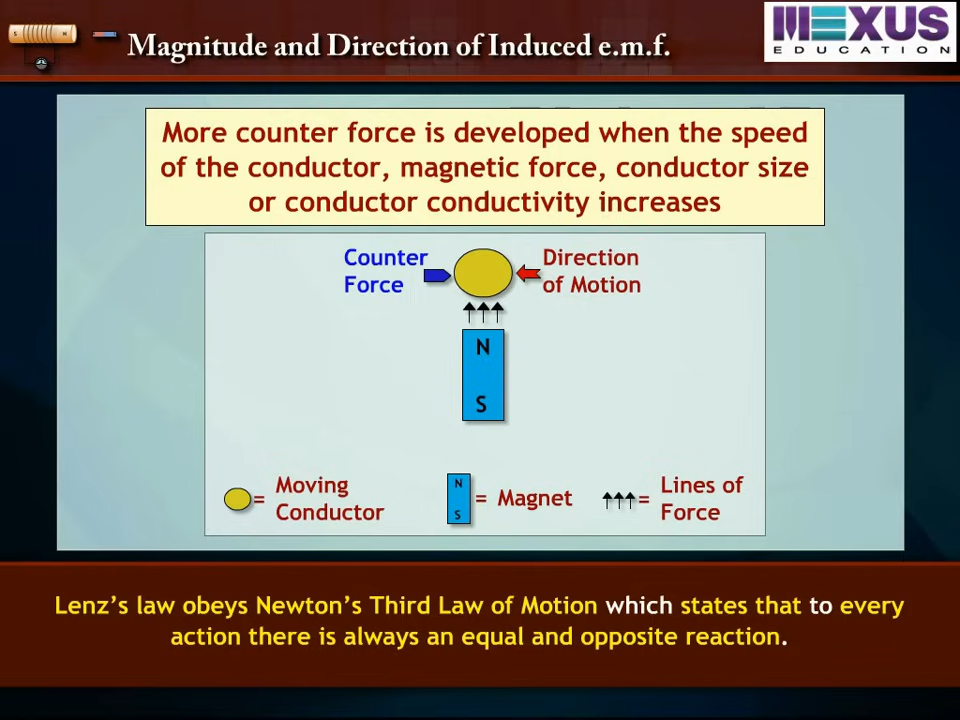 Magnitude and Direction of Induced e.m.f.
MEXUS
EDUCATION
More counter force is developed when the speed
of the conductor, magnetic force, conductor size
or conductor conductivity increases
Counter
Force
Direction
of Motion
N
S
= Moving
Conductor
N
S
= Magnet
= Lines of
Force
Lenz's law obeys Newton's Third Law of Motion which states that to every
action there is always an equal and opposite reaction.